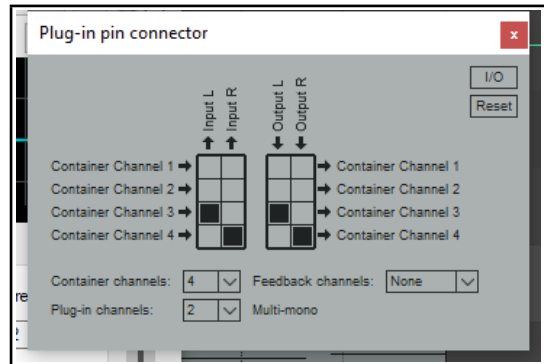 Plug-in pin connector
x
I/O
Reset
Input L
Input R
Output L
Output R
Container Channel 1
Container Channel 2
Container Channel 3
Container Channel 4
Container Channel 1
Container Channel 2
Container Channel 3
Container Channel 4
Container channels: 4 Feedback channels: None
Plug-in channels: 2 Multi-mono
re